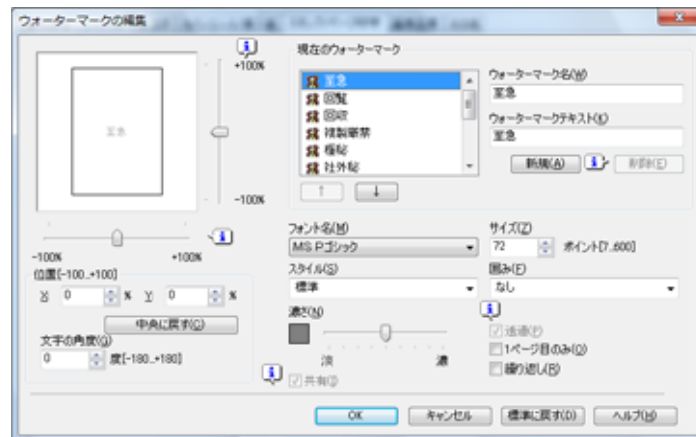 ウォーターマークの編集
+100%
-100%
至急
-100%
+100%
位置[-100..+100]
X 0 % Y 0 %
中央に戻す(C)
文字の角度(G)
0 度[-180..+180]
現在のウォーターマーク
至急
回覧
回収
複製厳禁
極秘
社外秘
↑ ↓
ウォーターマーク名(W)
至急
ウォーターマークテキスト(K)
至急
新規(A) 削除(E)
フォント名(M)
MS Pゴシック
サイズ(Z)
72 ポイント[7..600]
スタイル(S)
標準
囲み(F)
なし
濃さ(N)
淡 濃
共有(I)
透過(P)
1ページ目のみ(O)
繰り返し(R)
OK キャンセル 標準に戻す(D) ヘルプ(H)